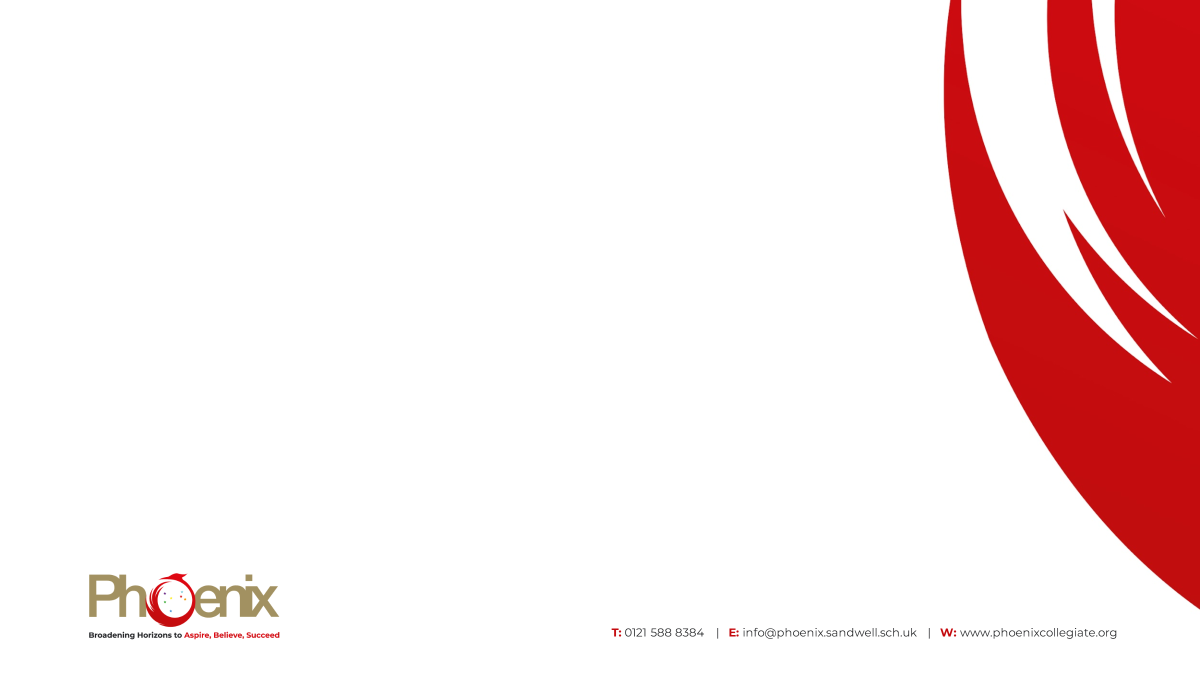 Phoenix
Broadening Horizons to Aspire, Believe, Succeed
T: 0121 588 8384 | E: info@phoenix.sandwell.sch.uk | W: www.phoenixcollegiate.org